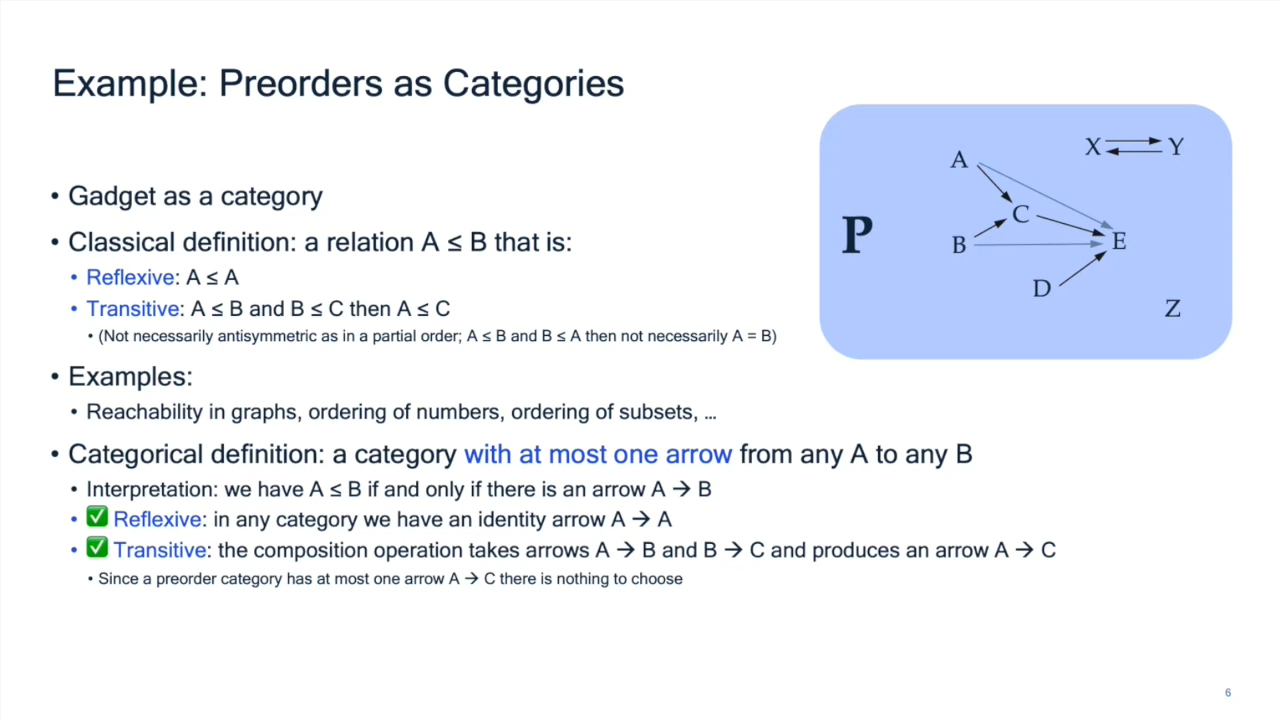 Example: Preorders as Categories
• Gadget as a category
• Classical definition: a relation A ≤ B that is:
• Reflexive: A ≤ A
• Transitive: A ≤ B and B ≤ C then A ≤ C
• (Not necessarily antisymmetric as in a partial order; A ≤ B and B ≤ A then not necessarily A = B)
• Examples:
• Reachability in graphs, ordering of numbers, ordering of subsets, ...
• Categorical definition: a category with at most one arrow from any A to any B
• Interpretation: we have A ≤ B if and only if there is an arrow A → B
• ✅ Reflexive: in any category we have an identity arrow A → A
• ✅ Transitive: the composition operation takes arrows A → B and B → C and produces an arrow A → C
• Since a preorder category has at most one arrow A → C there is nothing to choose
P
A
X
Y
C
B
E
D
Z
6